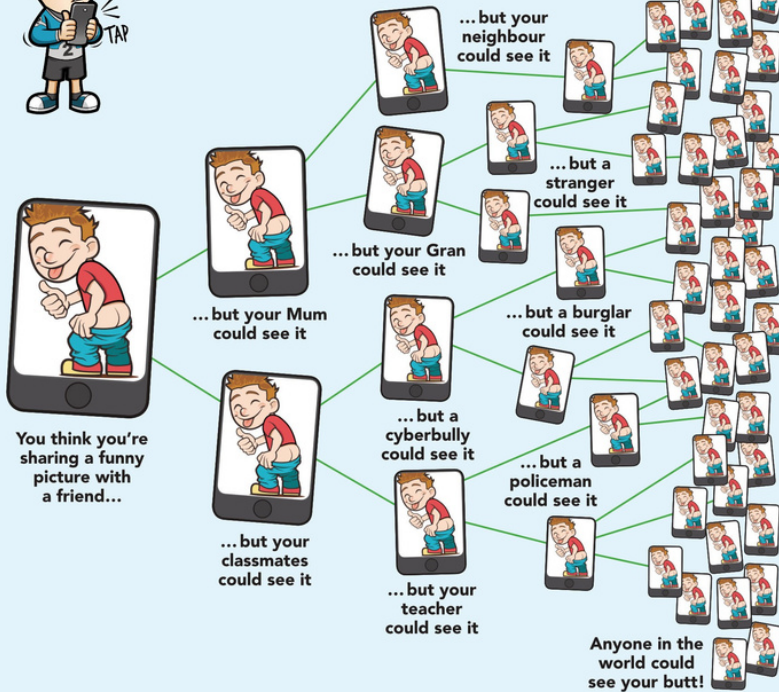 TAP
2
You think you're
sharing a funny
picture with
a friend...
...but your Mum
could see it
...but your
classmates
could see it
...but your
neighbour
could see it
...but your Gran
could see it
...but a
cyberbully
could see it
...but your
teacher
could see it
...but a
stranger
could see it
...but a burglar
could see it
...but a
policeman
could see it
Anyone in the
world could
see your butt!